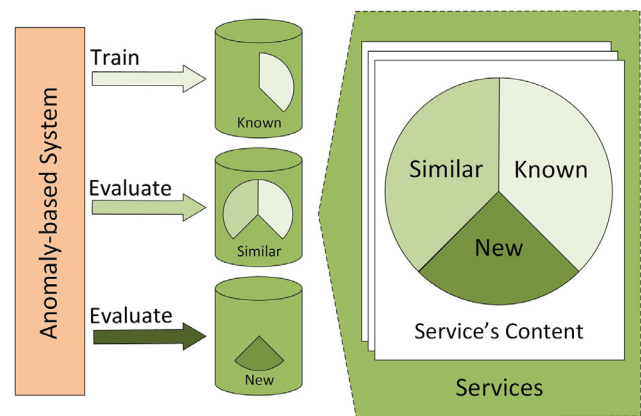 Anomaly-based System
Train
Known
Evaluate
Similar
Evaluate
New
Similar
Known
New
Service's Content
Services